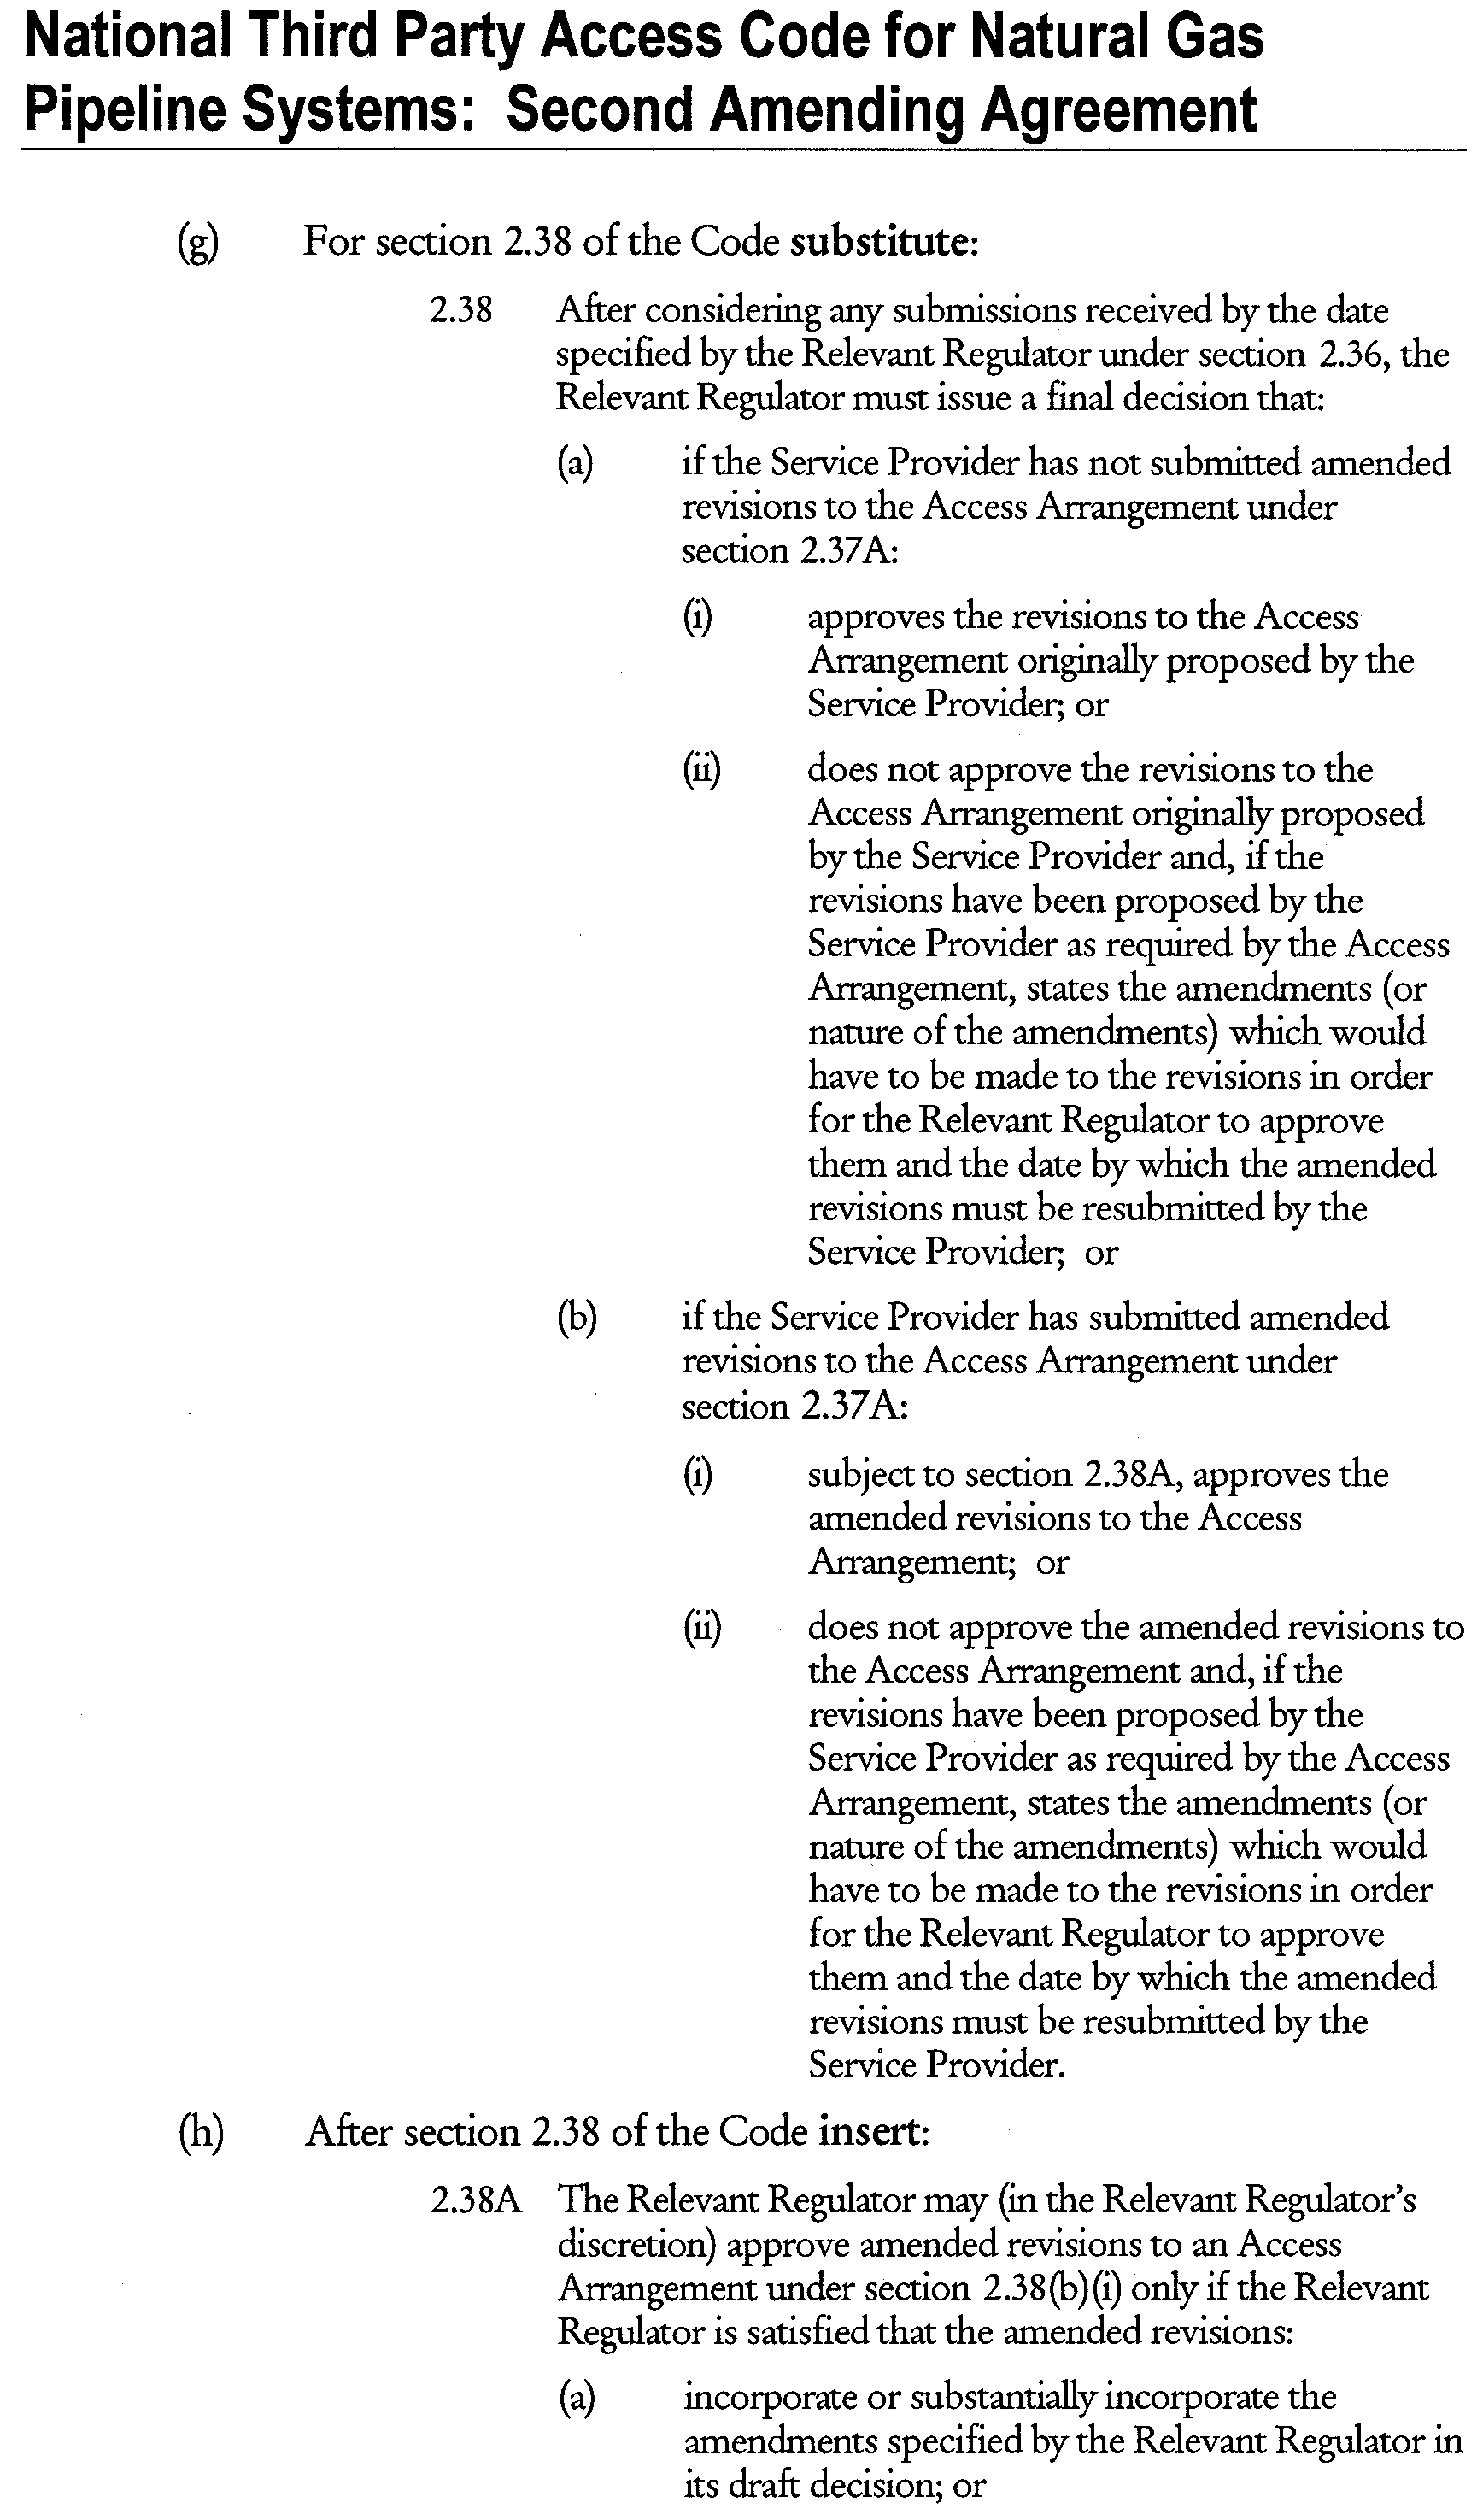 National Third Party Access Code for Natural Gas
Pipeline Systems: Second Amending Agreement
(g) For section 2.38 of the Code substitute:
2.38 After considering any submissions received by the date
specified by the Relevant Regulator under section 2.36, the
Relevant Regulator must issue a final decision that:
(a) if the Service Provider has not submitted amended
revisions to the Access Arrangement under
section 2.37A:
(i) approves the revisions to the Access
Arrangement originally proposed by the
Service Provider; or
(ii) does not approve the revisions to the
Access Arrangement originally proposed
by the Service Provider and, if the
revisions have been proposed by the
Service Provider as required by the Access
Arrangement, states the amendments (or
nature of the amendments) which would
have to be made to the revisions in order
for the Relevant Regulator to approve
them and the date by which the amended
revisions must be resubmitted by the
Service Provider; or
(b) if the Service Provider has submitted amended
revisions to the Access Arrangement under
section 2.37A:
(i) subject to section 2.38A, approves the
amended revisions to the Access
Arrangement; or
(ii) does not approve the amended revisions to
the Access Arrangement and, if the
revisions have been proposed by the
Service Provider as required by the Access
Arrangement, states the amendments (or
nature of the amendments) which would
have to be made to the revisions in order
for the Relevant Regulator to approve
them and the date by which the amended
revisions must be resubmitted by the
Service Provider.
(h) After section 2.38 of the Code insert:
2.38A The Relevant Regulator may (in the Relevant Regulator's
discretion) approve amended revisions to an Access
Arrangement under section 2.38(b)(i) only if the Relevant
Regulator is satisfied that the amended revisions:
(a) incorporate or substantially incorporate the
amendments specified by the Relevant Regulator in
its draft decision; or